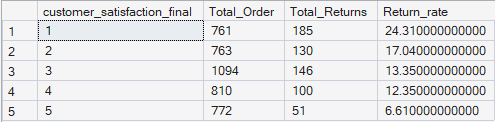 customer_satisfaction_final Total_Order Total_Returns Return_rate
1 1 761 185 24.310000000000
2 2 763 130 17.040000000000
3 3 1094 146 13.350000000000
4 4 810 100 12.350000000000
5 5 772 51 6.610000000000